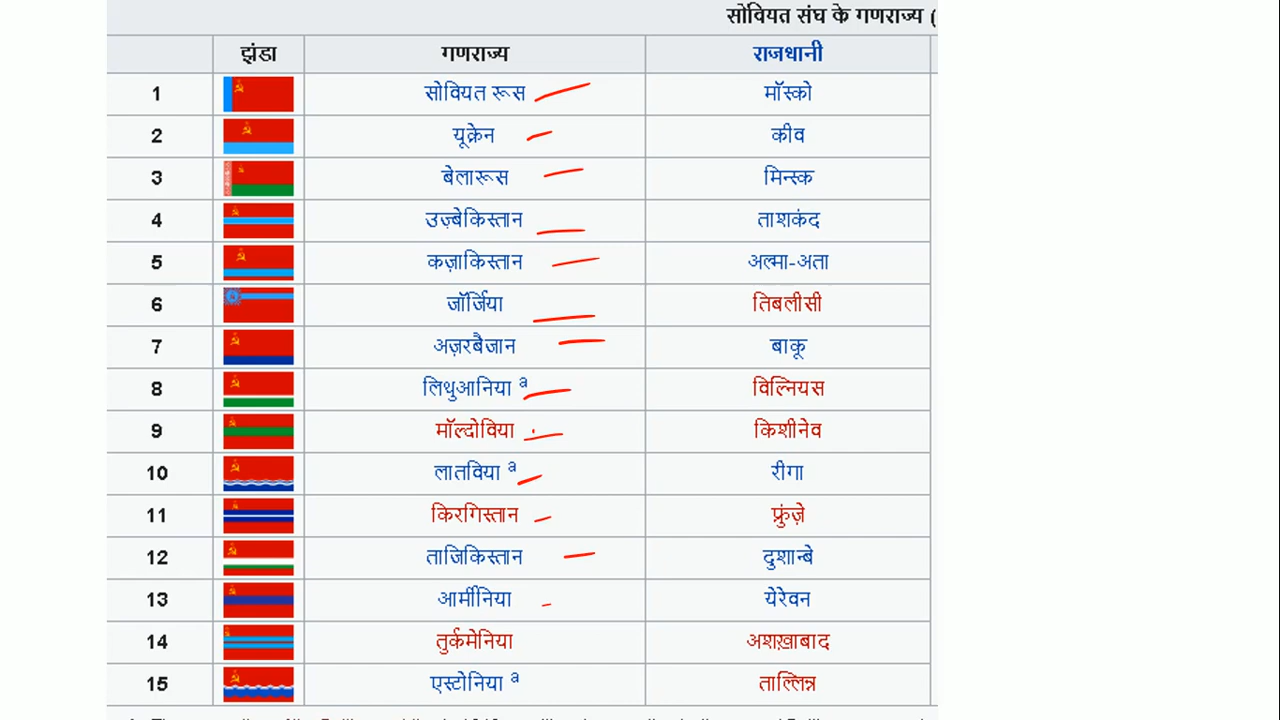 सोवियत संघ के गणराज्य (
झंडा गणराज्य राजधानी
1 सोवियत रूस मॉस्को
2 यूक्रेन कीव
3 बेलारूस मिन्स्क
4 उज़्बेकिस्तान ताशकंद
5 कज़ाकिस्तान अल्मा-अता
6 जॉर्जिया तिबलीसी
7 अज़रबैजान बाकू
8 लिथुआनिया a विल्नियस
9 मॉल्दोविया किशीनेव
10 लातविया a रीगा
11 किरगिस्तान फ़्रुंज़े
12 ताजिकिस्तान दुशान्बे
13 आर्मीनिया येरेवन
14 तुर्कमेनिया अशख़ाबाद
15 एस्टोनिया a ताल्लिन्न